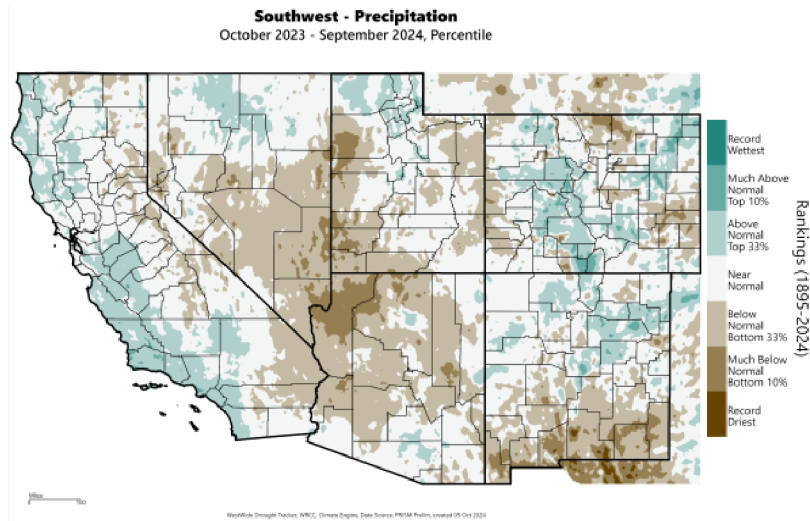 Southwest - Precipitation
October 2023 - September 2024, Percentile
Record
Wettest
Much Above
Normal
Top 10%
Above
Normal
Top 33%
Near
Normal
Below
Normal
Bottom 33%
Much Below
Normal
Bottom 10%
Record
Driest
Rankings (1895-2024)
Miles
WestWide Drought Tracker, WRCC, Climate Engine, Data Source: PRISM Prelim, created 05 Oct 2024